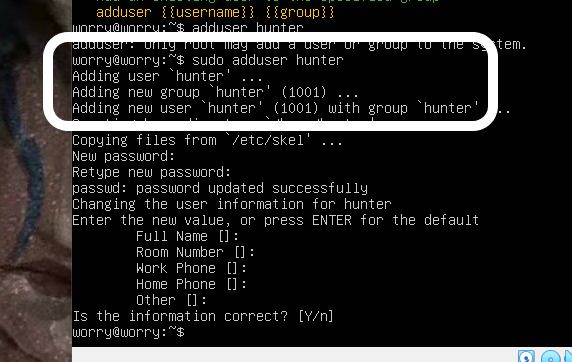 adduser {{username}} {{group}}
worry@worry:~$ adduser hunter
adduser: Only root may add a user or group to the system.
worry@worry:~$ sudo adduser hunter
Adding user `hunter' ...
Adding new group `hunter' (1001) ...
Adding new user `hunter' (1001) with group `hunter' ...
Copying files from `/etc/skel' ...
New password:
Retype new password:
passwd: password updated successfully
Changing the user information for hunter
Enter the new value, or press ENTER for the default
Full Name []:
Room Number []:
Work Phone []:
Home Phone []:
Other []:
Is the information correct? [Y/n]
worry@worry:~$